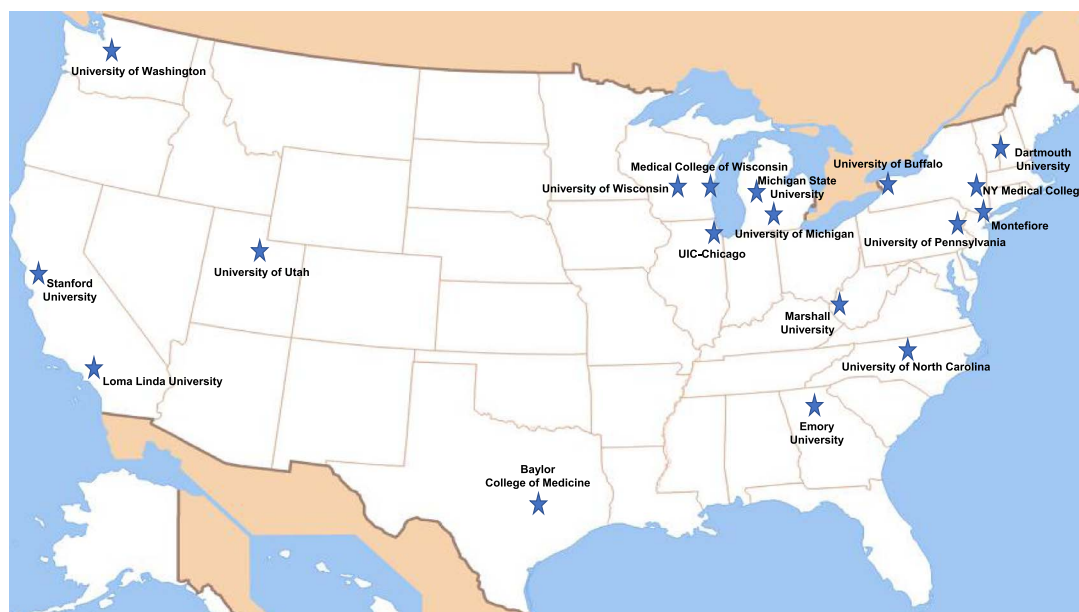 University of Washington
Medical College of Wisconsin
University of Buffalo
Dartmouth
University
University of Wisconsin
Michigan State
University
NY Medical Colleg
Montefiore
University of Michigan
University of Pennsylvania
UIC-Chicago
University of Utah
Stanford
University
Marshall
University
University of North Carolina
Loma Linda University
Emory
University
Baylor
College of Medicine